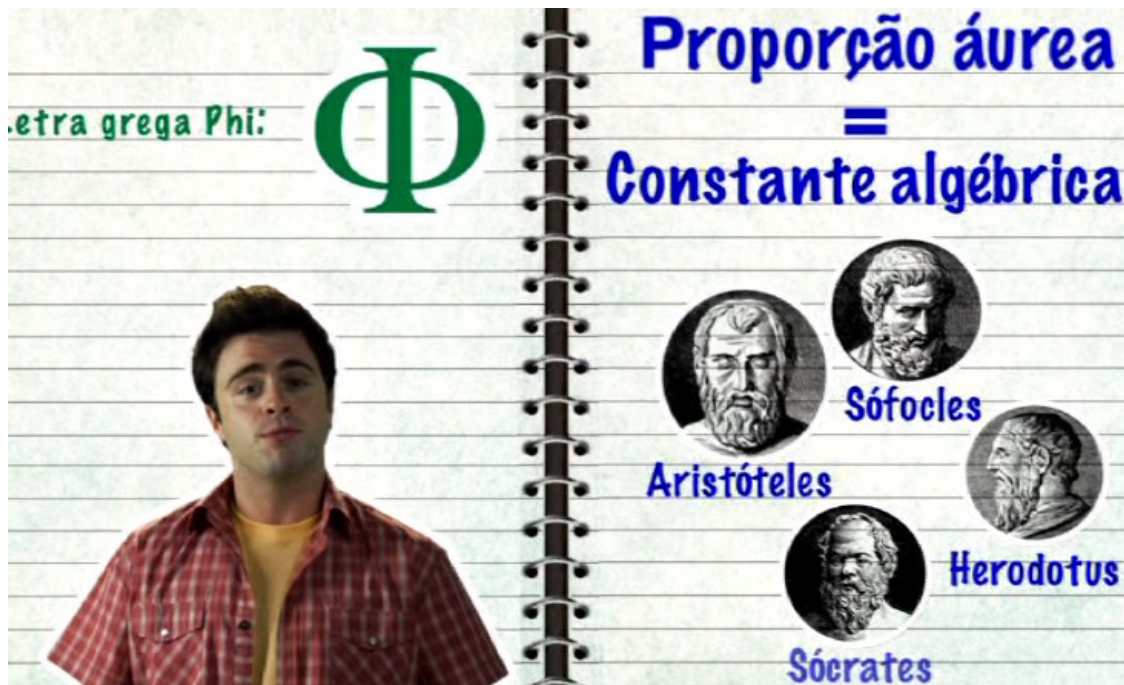 etra grega Phi: Φ
Proporção áurea
=
Constante algébrica
Sófocles
Aristóteles
Herodotus
Sócrates